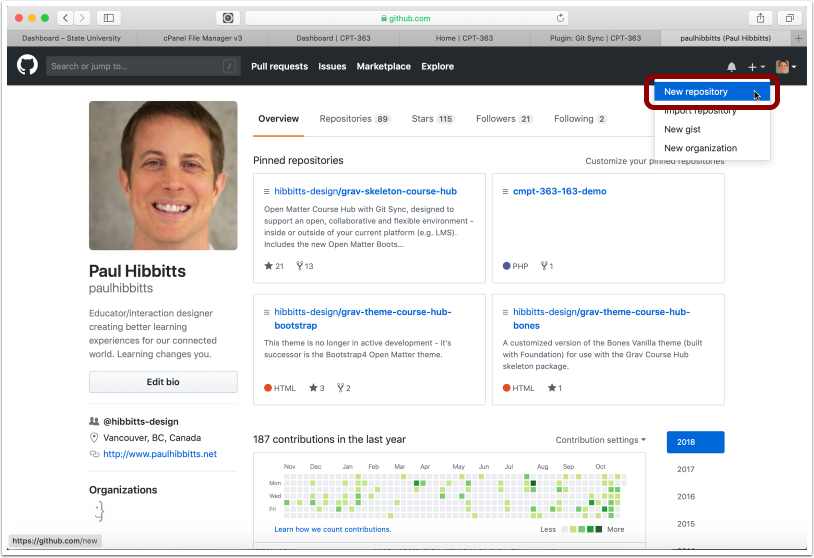 github.com
Dashboard – State University
cPanel File Manager v3
Dashboard | CPT-363
Home | CPT-363
Plugin: Git Sync | CPT-363
paulhibbitts (Paul Hibbitts)
Search or jump to...
/
Pull requests Issues Marketplace Explore
New repository
Import repository
New gist
New organization
Overview Repositories 89 Stars 115 Followers 21 Following 2
Pinned repositories
Customize your pinned repositories
hibbitts-design/grav-skeleton-course-hub
Open Matter Course Hub with Git Sync, designed to
support an open, collaborative and flexible environment -
inside or outside of your current platform (e.g. LMS).
Includes the new Open Matter Boots...
21 13
cmpt-363-163-demo
PHP 1
hibbitts-design/grav-theme-course-hub-
bootstrap
This theme is no longer in active development - it's
successor is the Bootstrap4 Open Matter theme.
HTML 3 2
hibbitts-design/grav-theme-course-hub-
bones
A customized version of the Bones Vanilla theme (built
with Foundation) for use with the Grav Course Hub
skeleton package.
HTML 1
Paul Hibbitts
paulhibbitts
Educator/interaction designer
creating better learning
experiences for our connected
world. Learning changes you.
Edit bio
@hibbitts-design
Vancouver, BC, Canada
http://www.paulhibbitts.net
Organizations
187 contributions in the last year
Contribution settings
2018
2017
2016
2015
Nov Dec Jan Feb Mar Apr May Jun Jul Aug Sep Oct
Mon
Wed
Fri
Learn how we count contributions.
Less More
https://github.com/new